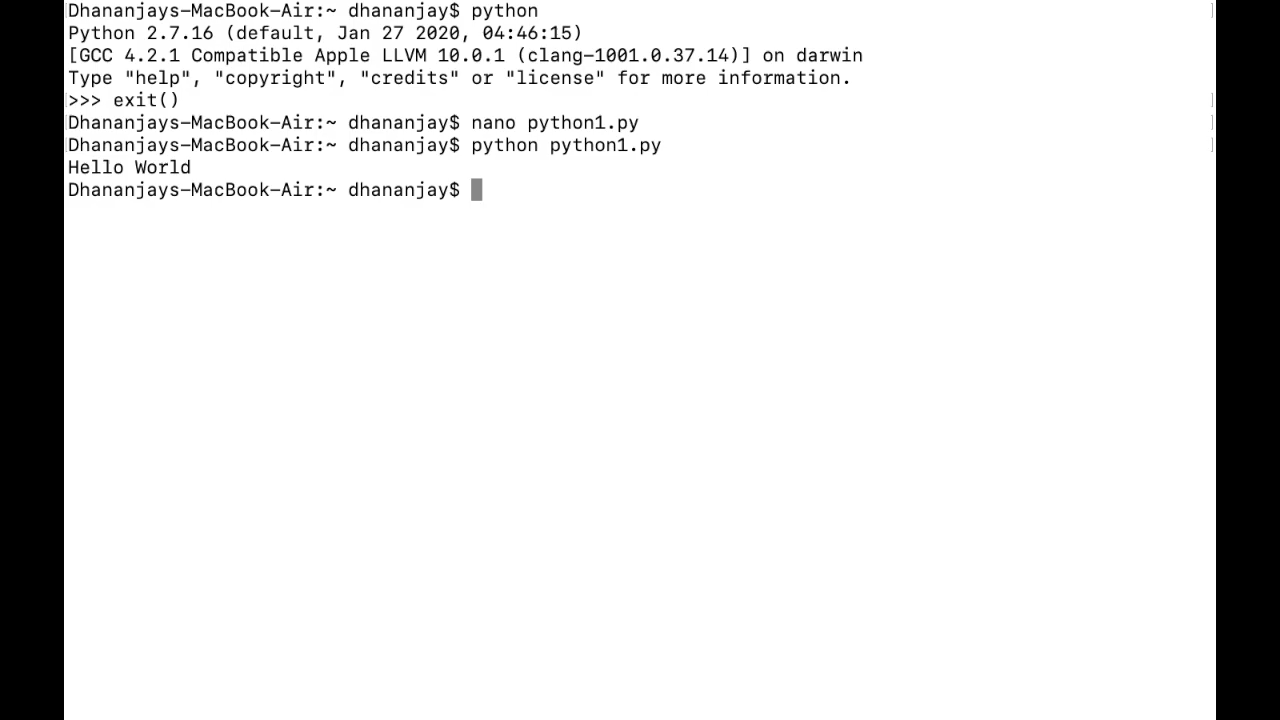 Dhananjays-MacBook-Air:~ dhananjay$ python
Python 2.7.16 (default, Jan 27 2020, 04:46:15)
[GCC 4.2.1 Compatible Apple LLVM 10.0.1 (clang-1001.0.37.14)] on darwin
Type "help", "copyright", "credits" or "license" for more information.
>>> exit()
Dhananjays-MacBook-Air:~ dhananjay$ nano python1.py
Dhananjays-MacBook-Air:~ dhananjay$ python python1.py
Hello World
Dhananjays-MacBook-Air:~ dhananjay$